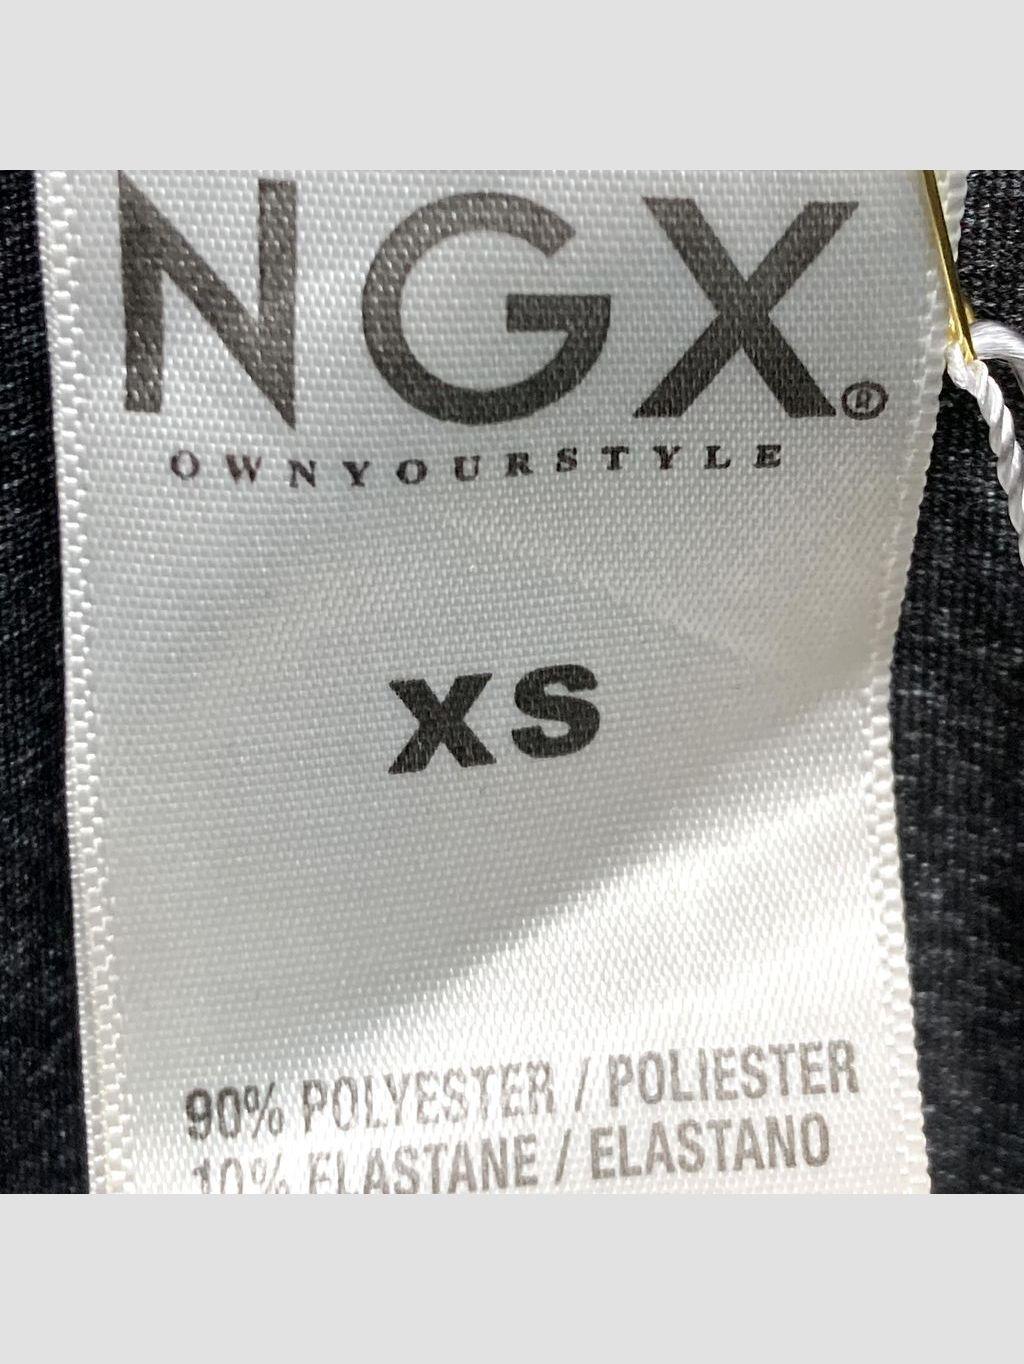 NGX®
OWNYOURSTYLE
XS
90% POLYESTER / POLIESTER
10% ELASTANE / ELASTANO